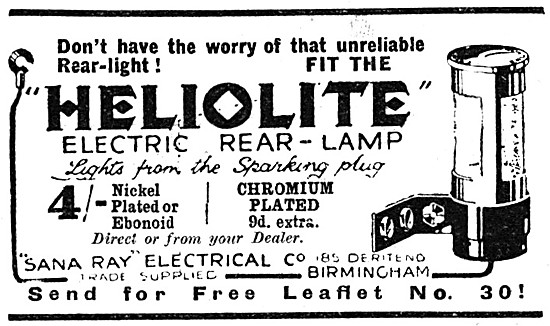 Don't have the worry of that unreliable
Rear-light! FIT THE
"HELIOLITE"
ELECTRIC REAR-LAMP
Lights from the Sparking plug
4/- Nickel Plated or Ebonoid
CHROMIUM PLATED 9d. extra.
Direct or from your Dealer.
"SANA RAY" ELECTRICAL Co 185 DERITEND
TRADE SUPPLIED BIRMINGHAM
Send for Free Leaflet No. 30!